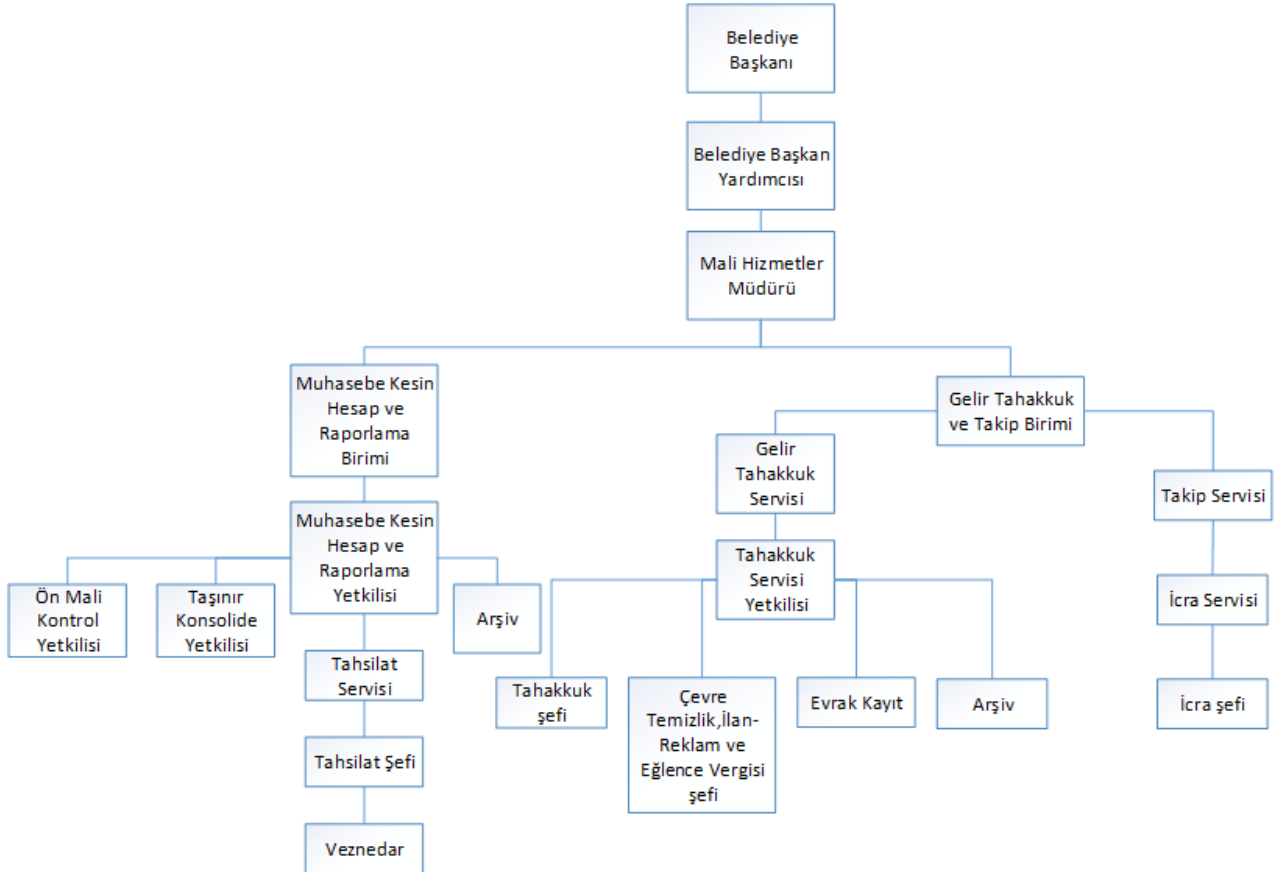 Belediye
Başkanı
Belediye Başkan
Yardımcısı
Mali Hizmetler
Müdürü
Muhasebe Kesin
Hesap ve
Raporlama
Birimi
Gelir Tahakkuk
ve Takip Birimi
Gelir
Tahakkuk
Servisi
Takip Servisi
Muhasebe Kesin
Hesap ve
Raporlama
Yetkilisi
Tahakkuk
Servisi
Yetkilisi
Ön Mali
Kontrol
Yetkilisi
Taşınır
Konsolide
Yetkilisi
Arşiv
İcra Servisi
Tahsilat
Servisi
Tahakkuk
şefi
Çevre
Temizlik,İlan-
Reklam ve
Eğlence Vergisi
şefi
Evrak Kayıt
Arşiv
İcra şefi
Tahsilat Şefi
Veznedar